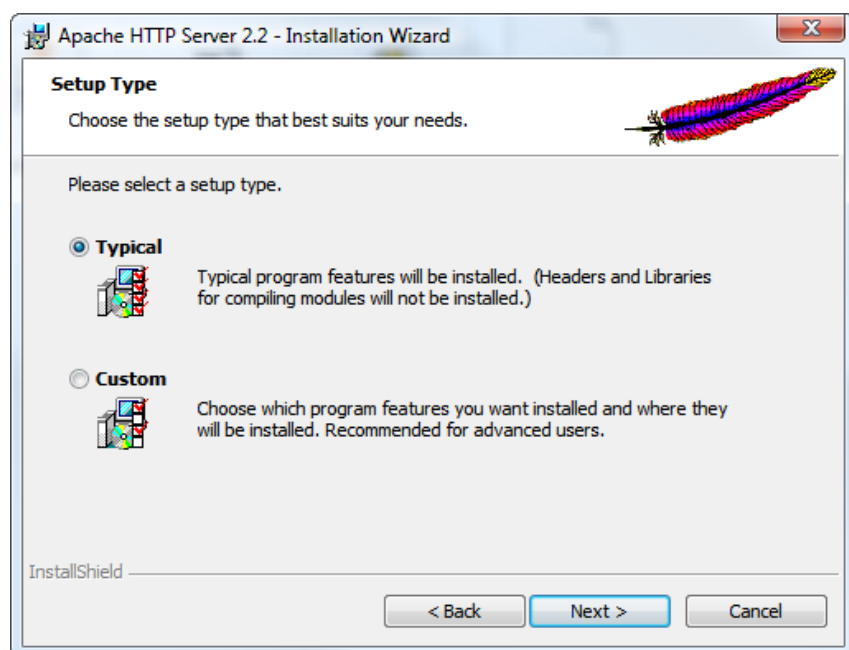 Apache HTTP Server 2.2 - Installation Wizard
Setup Type
Choose the setup type that best suits your needs.
Please select a setup type.
Typical
Typical program features will be installed. (Headers and Libraries
for compiling modules will not be installed.)
Custom
Choose which program features you want installed and where they
will be installed. Recommended for advanced users.
InstallShield
< Back Next > Cancel